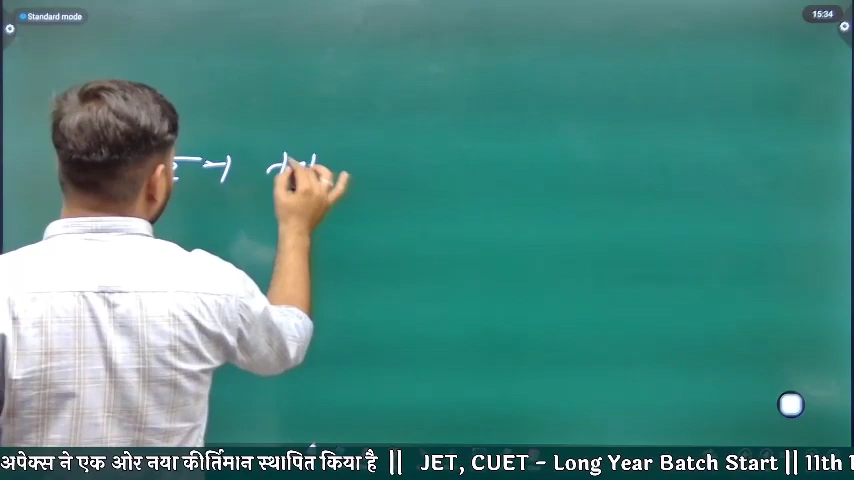 Standard mode
15:34
अपेक्स ने एक ओर नया कीर्तिमान स्थापित किया है || JET, CUET - Long Year Batch Start || 11th